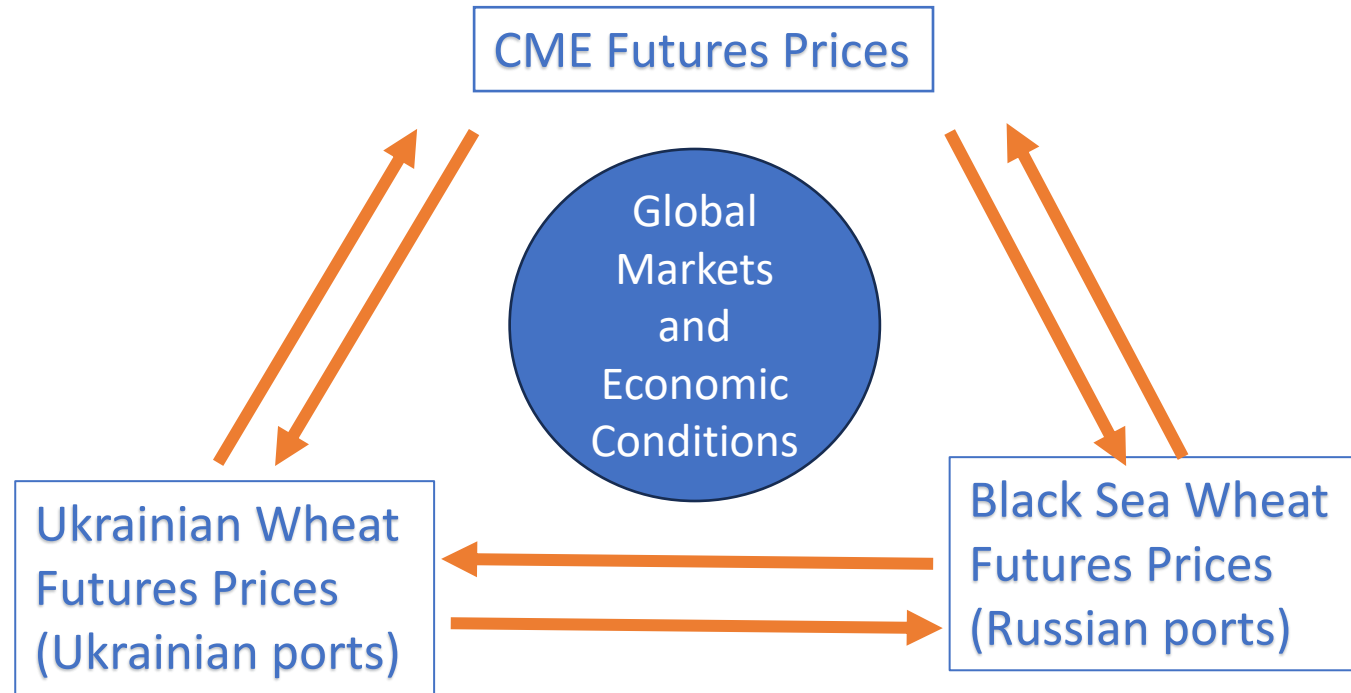 CME Futures Prices
Global
Markets
and
Economic
Conditions
Ukrainian Wheat
Futures Prices
(Ukrainian ports)
Black Sea Wheat
Futures Prices
(Russian ports)